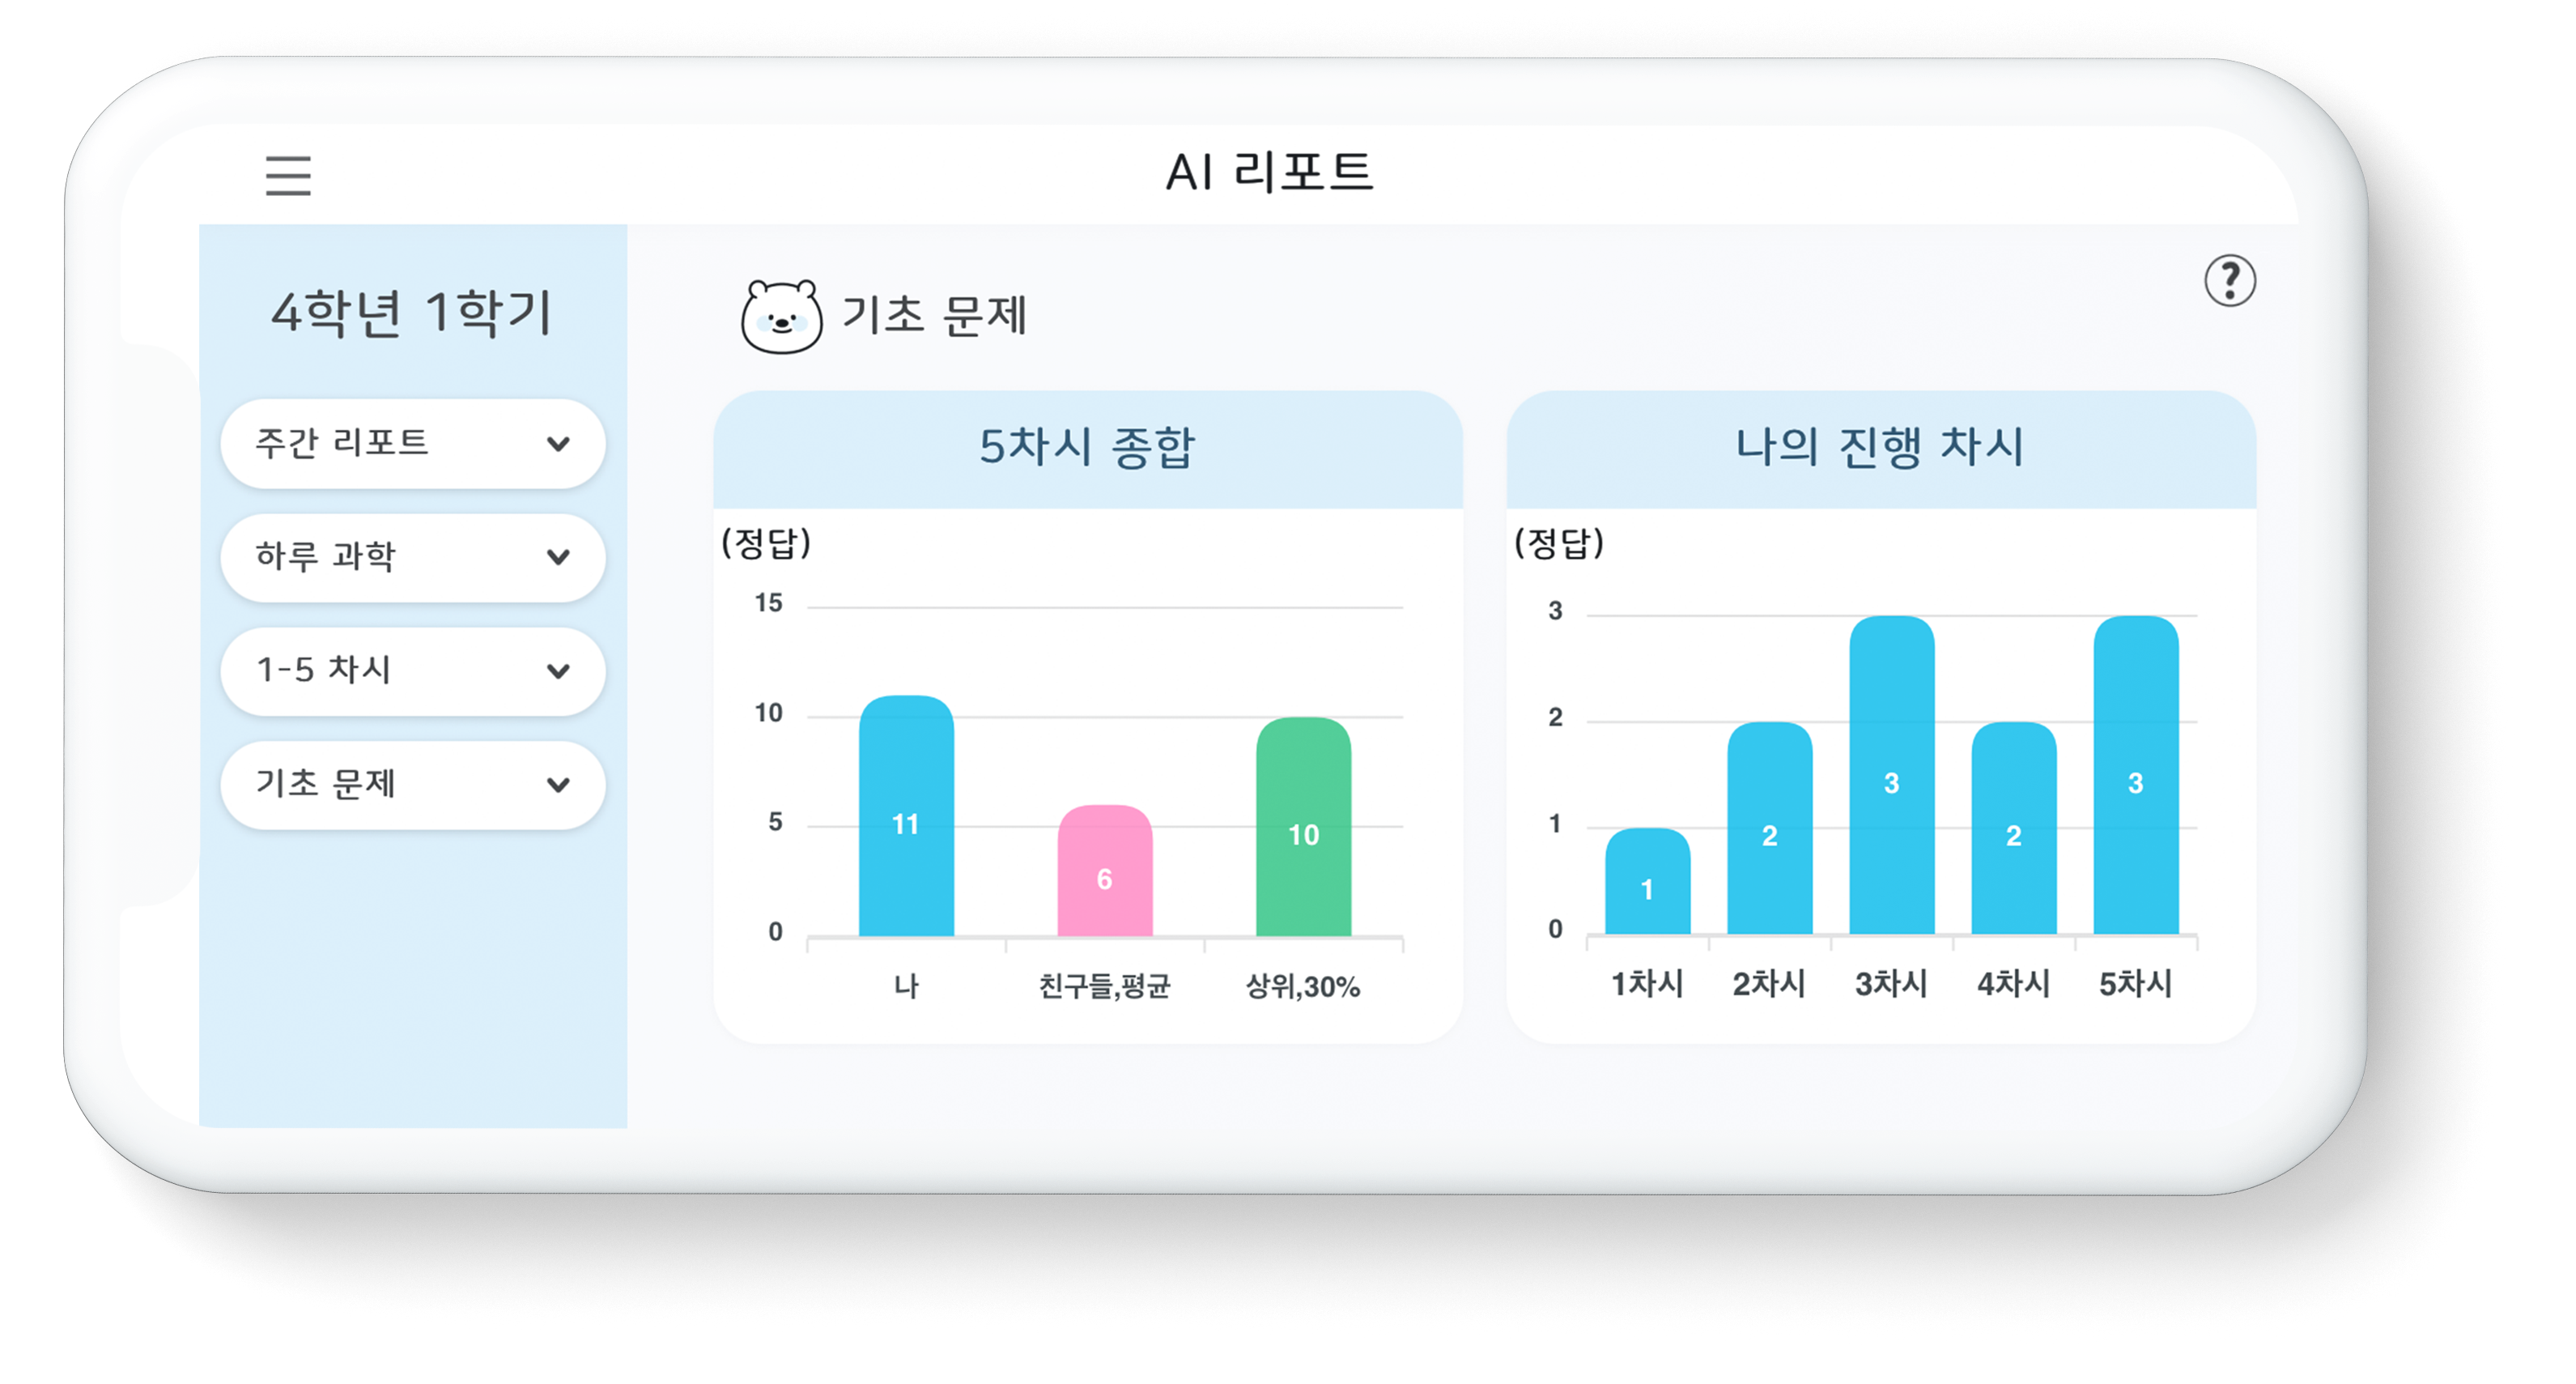 AI 리포트
4학년 1학기
주간 리포트
하루 과학
1-5 차시
기초 문제
?
기초 문제
5차시 종합
(정답)
15
10
5
0
11
6
10
나
친구들,평균
상위,30%
나의 진행 차시
(정답)
3
2
1
0
1
2
3
2
3
1차시
2차시
3차시
4차시
5차시